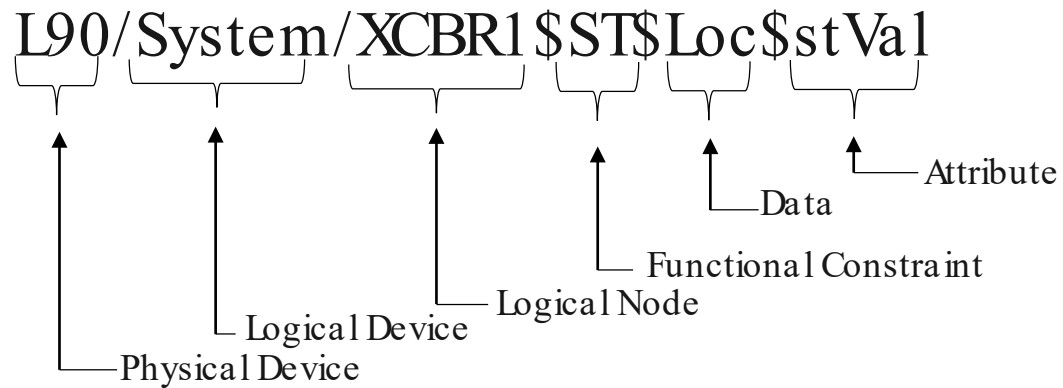 L90/System/XCBR1$ST$Loc$stVal
Attribute
Data
Functional Constraint
Logical Node
Logical Device
Physical Device